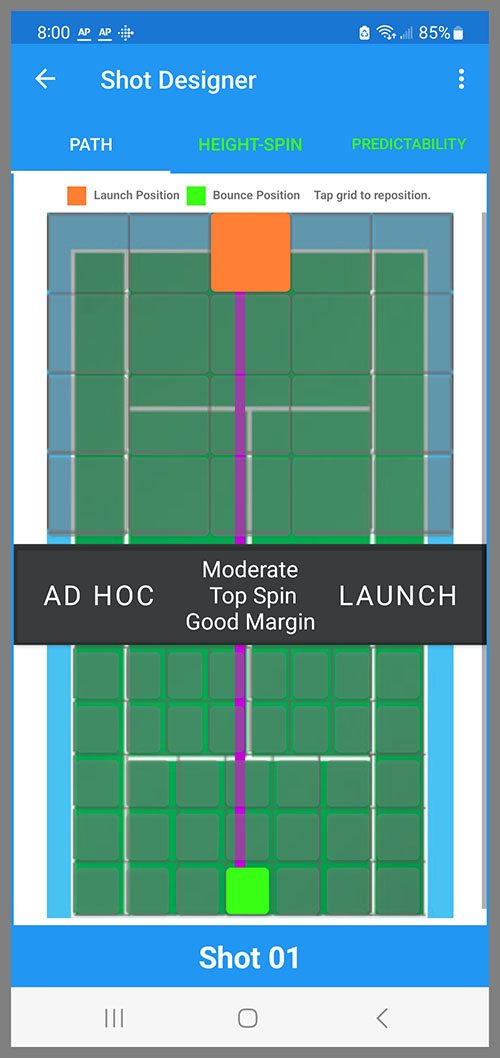 8:00 AP AP 85%
Shot Designer
PATH HEIGHT-SPIN PREDICTABILITY
Launch Position Bounce Position Tap grid to reposition.
AD HOC
Moderate
Top Spin
Good Margin
LAUNCH
Shot 01